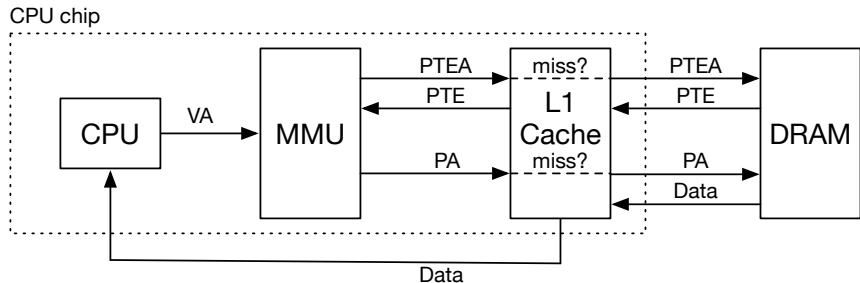 CPU chip
PTEA
miss?
PTEA
PTE
L1
PTE
CPU
VA
MMU
Cache
DRAM
PA
miss?
PA
Data
Data